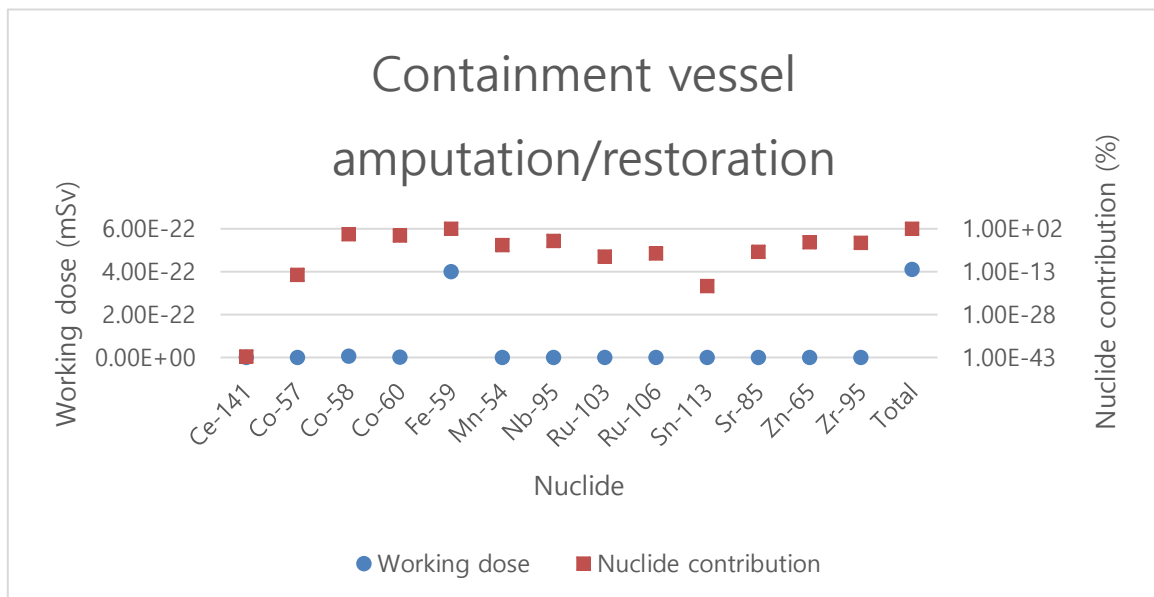 Containment vessel
amputation/restoration
Working dose (mSv)
6.00E-22
4.00E-22
2.00E-22
0.00E+00
1.00E+02
1.00E-13
1.00E-28
1.00E-43
Nuclide contribution (%)
Ce-141
Co-57
Co-58
Co-60
Fe-59
Mn-54
Nb-95
Ru-103
Ru-106
Sn-113
Sr-85
Zn-65
Zr-95
Total
Nuclide
Working dose
Nuclide contribution